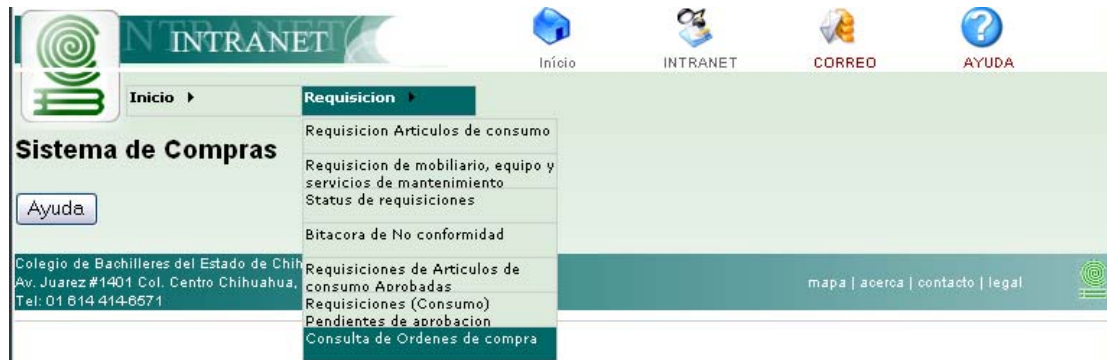 INTRANET
Início
INTRANET
CORREO
AYUDA
Inicio
Requisicion
Sistema de Compras
Ayuda
Requisicion Articulos de consumo
Requisicion de mobiliario, equipo y
servicios de mantenimiento
Status de requisiciones
Bitacora de No conformidad
Requisiciones de Articulos de
consumo Aprobadas
Requisiciones (Consumo)
Pendientes de aprobacion
Consulta de Ordenes de compra
Colegio de Bachilleres del Estado de Chih
Av. Juarez #1401 Col. Centro Chihuahua,
Tel: 01 614 414-6571
mapa | acerca | contacto | legal